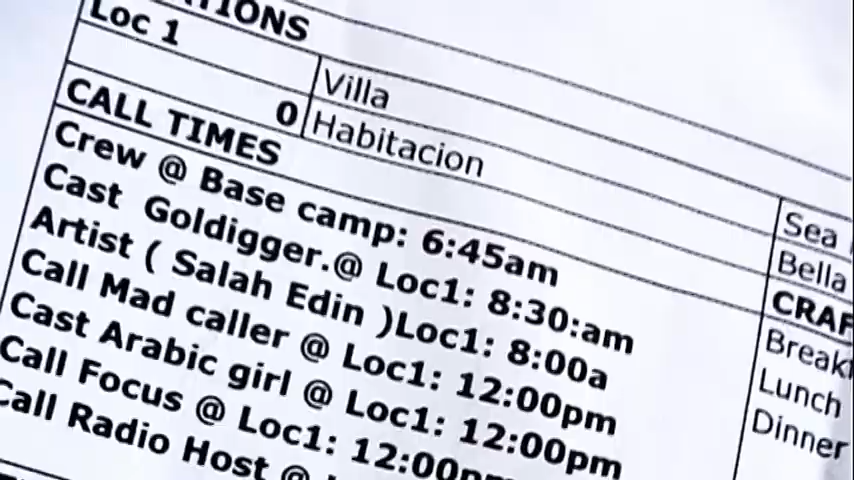 Loc 1
Villa
0 Habitacion
Sea
Bella
CALL TIMES
Crew @ Base camp: 6:45am
Cast Goldigger.@ Loc1: 8:30:am
Artist ( Salah Edin )Loc1: 8:00a
Call Mad caller @ Loc1: 12:00pm
Cast Arabic girl @ Loc1: 12:00pm
Call Focus @ Loc1: 12:00pm
Call Radio Host @
Lunch
Dinner